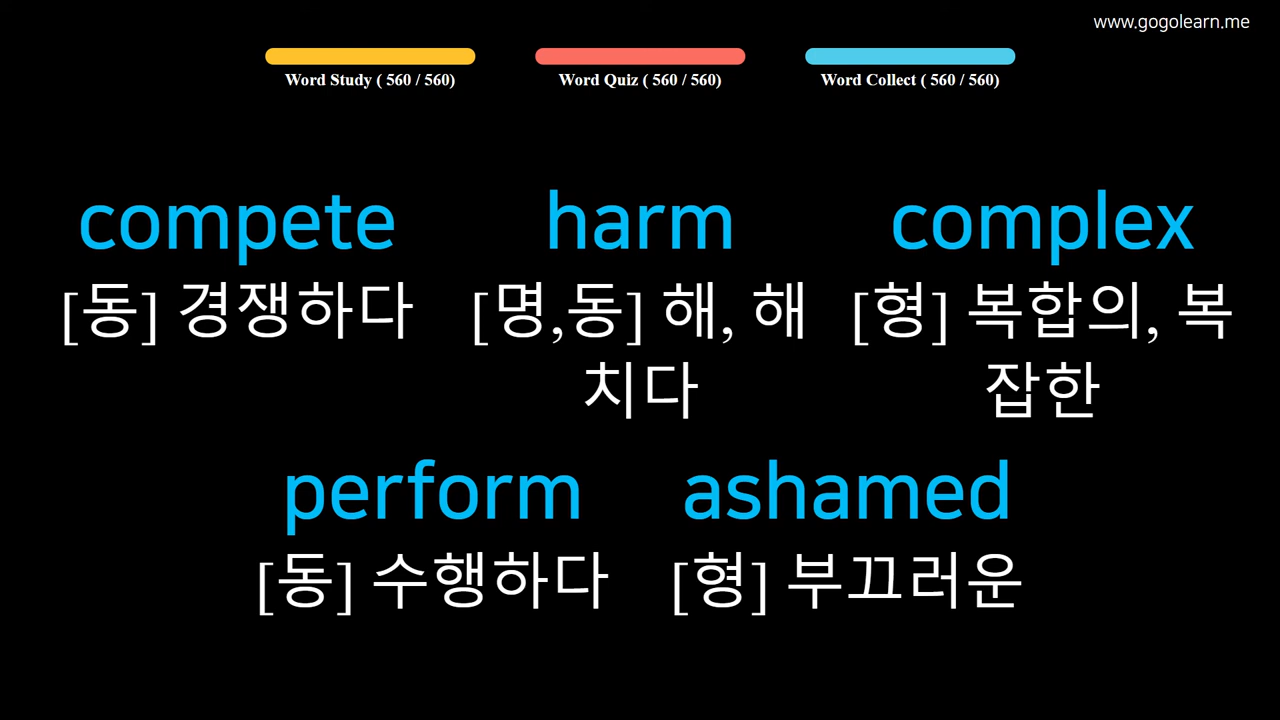 www.gogolearn.me
Word Study ( 560 / 560)
Word Quiz ( 560 / 560)
Word Collect ( 560 / 560)
compete
[동] 경쟁하다
harm
[명,동] 해, 해
치다
complex
[형] 복합의, 복
잡한
perform
[동] 수행하다
ashamed
[형] 부끄러운